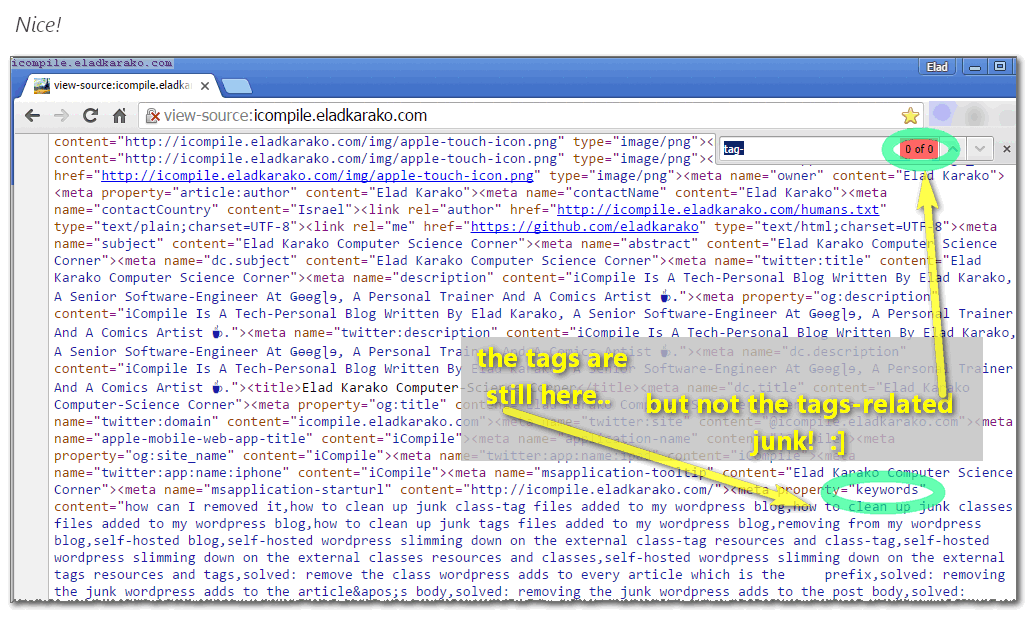 Nice!
icompile.eladkarako.com
Elad
view-source:icompile.eladka
view-source:icompile.eladkarako.com
content="http://icompile.eladkarako.com/img/apple-touch-icon.png" type="image/png"><
tag-
0 of 0
content="http://icompile.eladkarako.com/img/apple-touch-icon.png" type="image/png"><
href="http://icompile.eladkarako.com/img/apple-touch-icon.png" type="image/png"><meta name="owner" content="Elad Karako">
<meta property="article:author" content="Elad Karako"><meta name="contactName" content="Elad Karako"><meta
name="contactCountry" content="Israel"><link rel="author" href="http://icompile.eladkarako.com/humans.txt"
type="text/plain;charset=UTF-8"><link rel="me" href="https://github.com/eladkarako" type="text/html;charset=UTF-8"><meta
name="subject" content="Elad Karako Computer Science Corner"><meta name="abstract" content="Elad Karako Computer Science
Corner"><meta name="dc.subject" content="Elad Karako Computer Science Corner"><meta name="twitter:title" content="Elad
Karako Computer Science Corner"><meta name="description" content="iCompile Is A Tech-Personal Blog Written By Elad Karako,
A Senior Software-Engineer At Gɵɵgļɘ, A Personal Trainer And A Comics Artist ☕."><meta property="og:description"
content="iCompile Is A Tech-Personal Blog Written By Elad Karako, A Senior Software-Engineer At Gɵɵgļɘ, A Personal Trainer
And A Comics Artist ☕."><meta name="twitter:description" content="iCompile Is A Tech-Personal Blog Written By Elad Karako,
A Senior Software-Engineer At Gɵɵgļɘ, A Personal Trainer And A Comics Artist ☕."><meta name="dc.description"
content="iCompile Is A Tech-Personal Blog Written By Elad Karako, A Senior Software-Engineer At Gɵɵgļɘ, A Personal Trainer
And A Comics Artist ☕."><title>Elad Karako Computer-Science Corner</title><meta name="dc.title" content="Elad Karako
Computer-Science Corner"><meta property="og:title" content="Elad Karako Computer Science Corner"><meta
name="twitter:domain" content="icompile.eladkarako.com"><meta name="twitter:site" content="@icompile.eladkarako.com"><meta
name="apple-mobile-web-app-title" content="iCompile"><meta name="application-name" content="iCompile"><meta
property="og:site_name" content="iCompile"><meta name="twitter:app:name:ipad" content="iCompile"><meta
name="twitter:app:name:iphone" content="iCompile"><meta name="msapplication-tooltip" content="Elad Karako Computer Science
Corner"><meta name="msapplication-starturl" content="http://icompile.eladkarako.com/"><meta property="keywords"
content="how can I removed it,how to clean up junk class-tag files added to my wordpress blog,how to clean up junk classes
files added to my wordpress blog,how to clean up junk tags files added to my wordpress blog,removing from my wordpress
blog,self-hosted blog,self-hosted wordpress slimming down on the external class-tag resources and class-tag,self-hosted
wordpress slimming down on the external classes resources and classes,self-hosted wordpress slimming down on the external
tags resources and tags,solved: remove the class wordpress adds to every article which is the prefix,solved: removing
the junk wordpress adds to the article&apos;s body,solved: removing the junk wordpress adds to the post body,solved:
the tags are
still here..
but not the tags-related
junk! :]